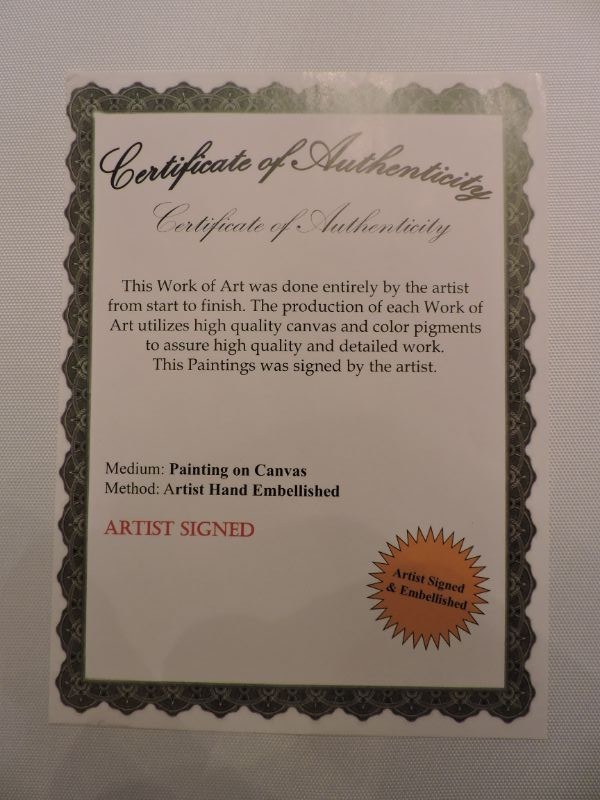 Certificate of Authenticity
Certificate of Authenticity
This Work of Art was done entirely by the artist
from start to finish. The production of each Work of
Art utilizes high quality canvas and color pigments
to assure high quality and detailed work.
This Paintings was signed by the artist.
Medium: Painting on Canvas
Method: Artist Hand Embellished
ARTIST SIGNED
Artist Signed
& Embellished